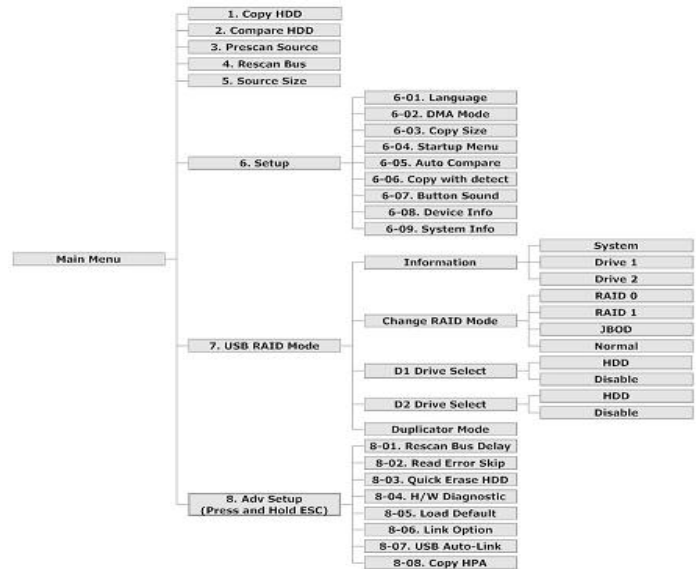 Main Menu
1. Copy HDD
2. Compare HDD
3. Prescan Source
4. Rescan Bus
5. Source Size
6. Setup
6-01. Language
6-02. DMA Mode
6-03. Copy Size
6-04. Startup Menu
6-05. Auto Compare
6-06. Copy with detect
6-07. Button Sound
6-08. Device Info
6-09. System Info
7. USB RAID Mode
Information
System
Drive 1
Drive 2
Change RAID Mode
RAID 0
RAID 1
JBOD
Normal
D1 Drive Select
HDD
Disable
D2 Drive Select
HDD
Disable
Duplicator Mode
8. Adv Setup
(Press and Hold ESC)
8-01. Rescan Bus Delay
8-02. Read Error Skip
8-03. Quick Erase HDD
8-04. H/W Diagnostic
8-05. Load Default
8-06. Link Option
8-07. USB Auto-Link
8-08. Copy HPA